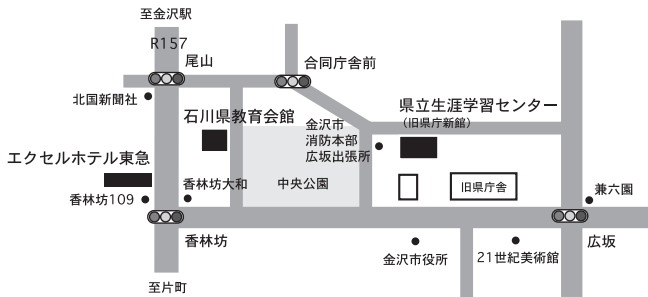 至金沢駅
R157
尾山
合同庁舎前
北国新聞社
石川県教育会館
金沢市
消防本部
広坂出張所
県立生涯学習センター
（旧県庁新館）
エクセルホテル東急
香林坊109
香林坊大和
中央公園
旧県庁舎
兼六園
香林坊
金沢市役所
21世紀美術館
広坂
至片町